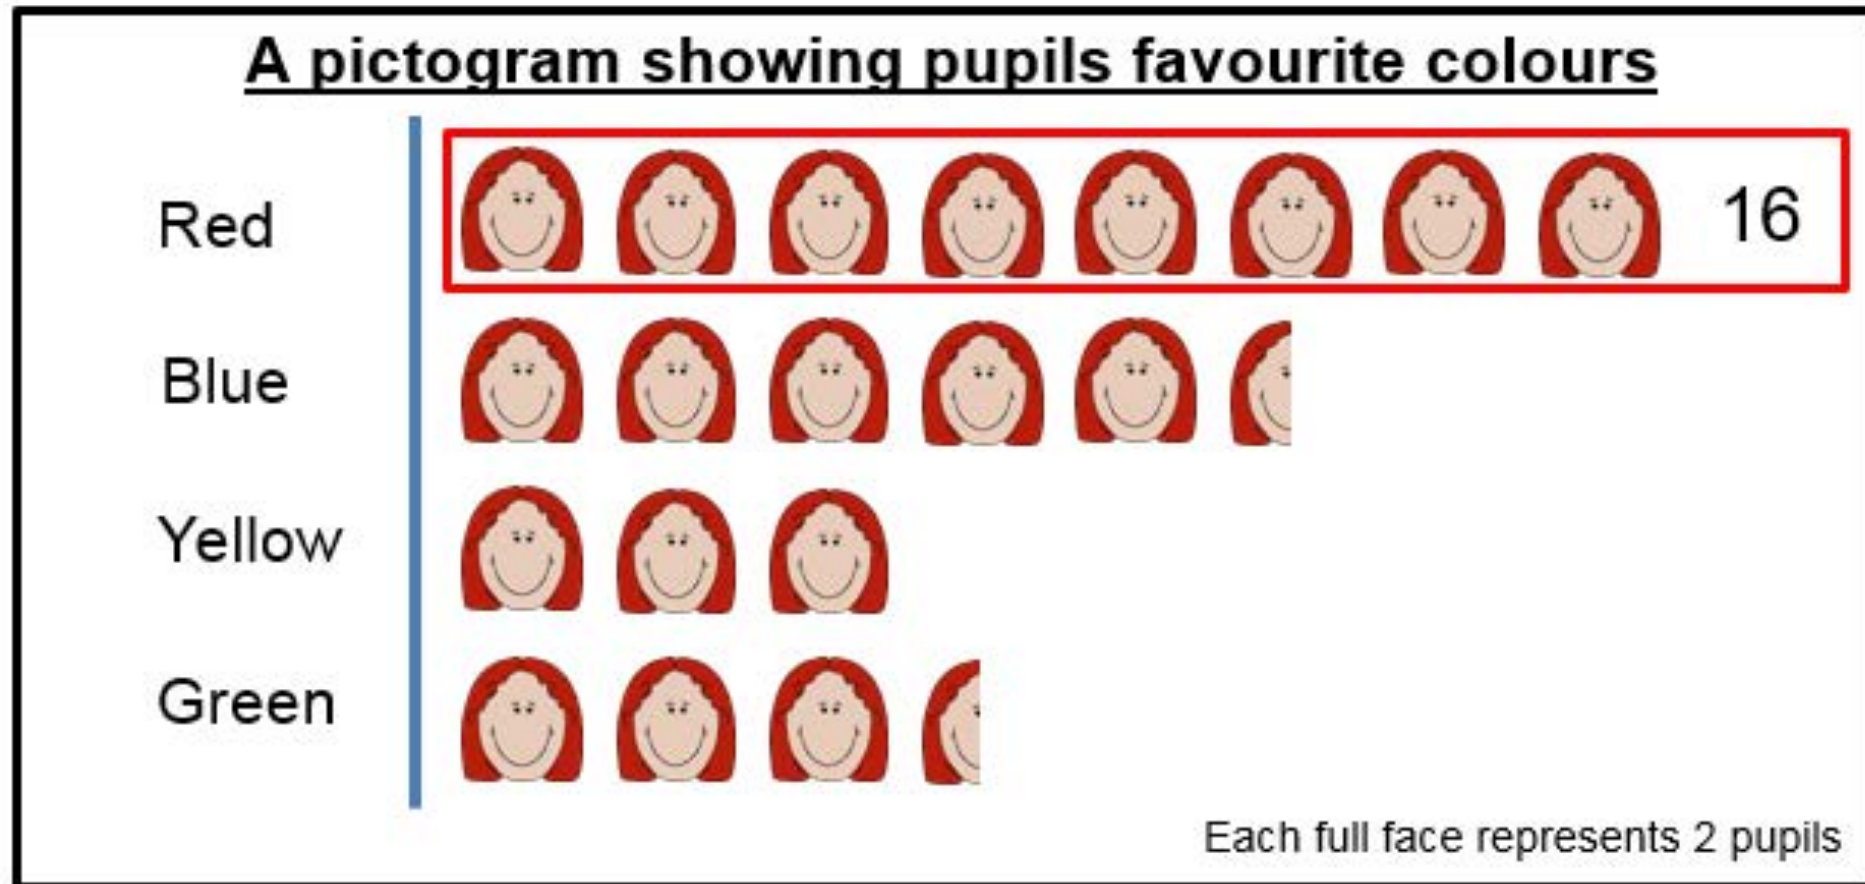 A pictogram showing pupils favourite colours
Red 16
Blue
Yellow
Green
Each full face represents 2 pupils